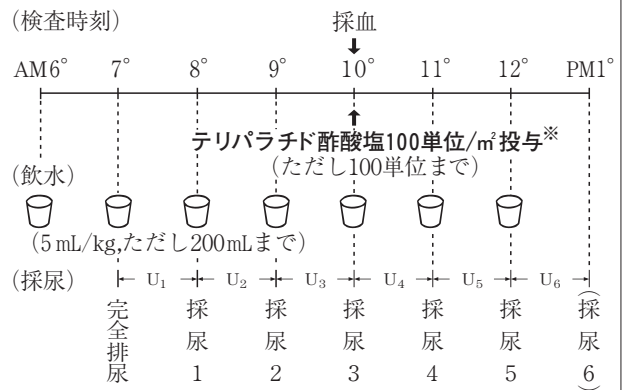 (検査時刻) 採血
AM6° 7° 8° 9° 10° 11° 12° PM1°
テリパラチド酢酸塩100単位/㎡投与※
(ただし100単位まで)
(飲水)
(5mL/kg,ただし200mLまで)
(採尿) U₁ U₂ U₃ U₄ U₅ U₆
完全排尿
採尿1
採尿2
採尿3
採尿4
採尿5
(採尿6)